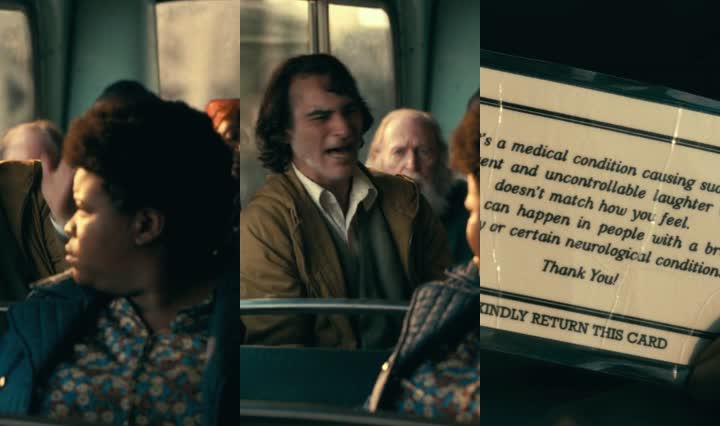 's a medical condition causing suc
ent and uncontrollable laughter
doesn't match how you feel.
can happen in people with a br
y or certain neurological condition
Thank You!
KINDLY RETURN THIS CARD